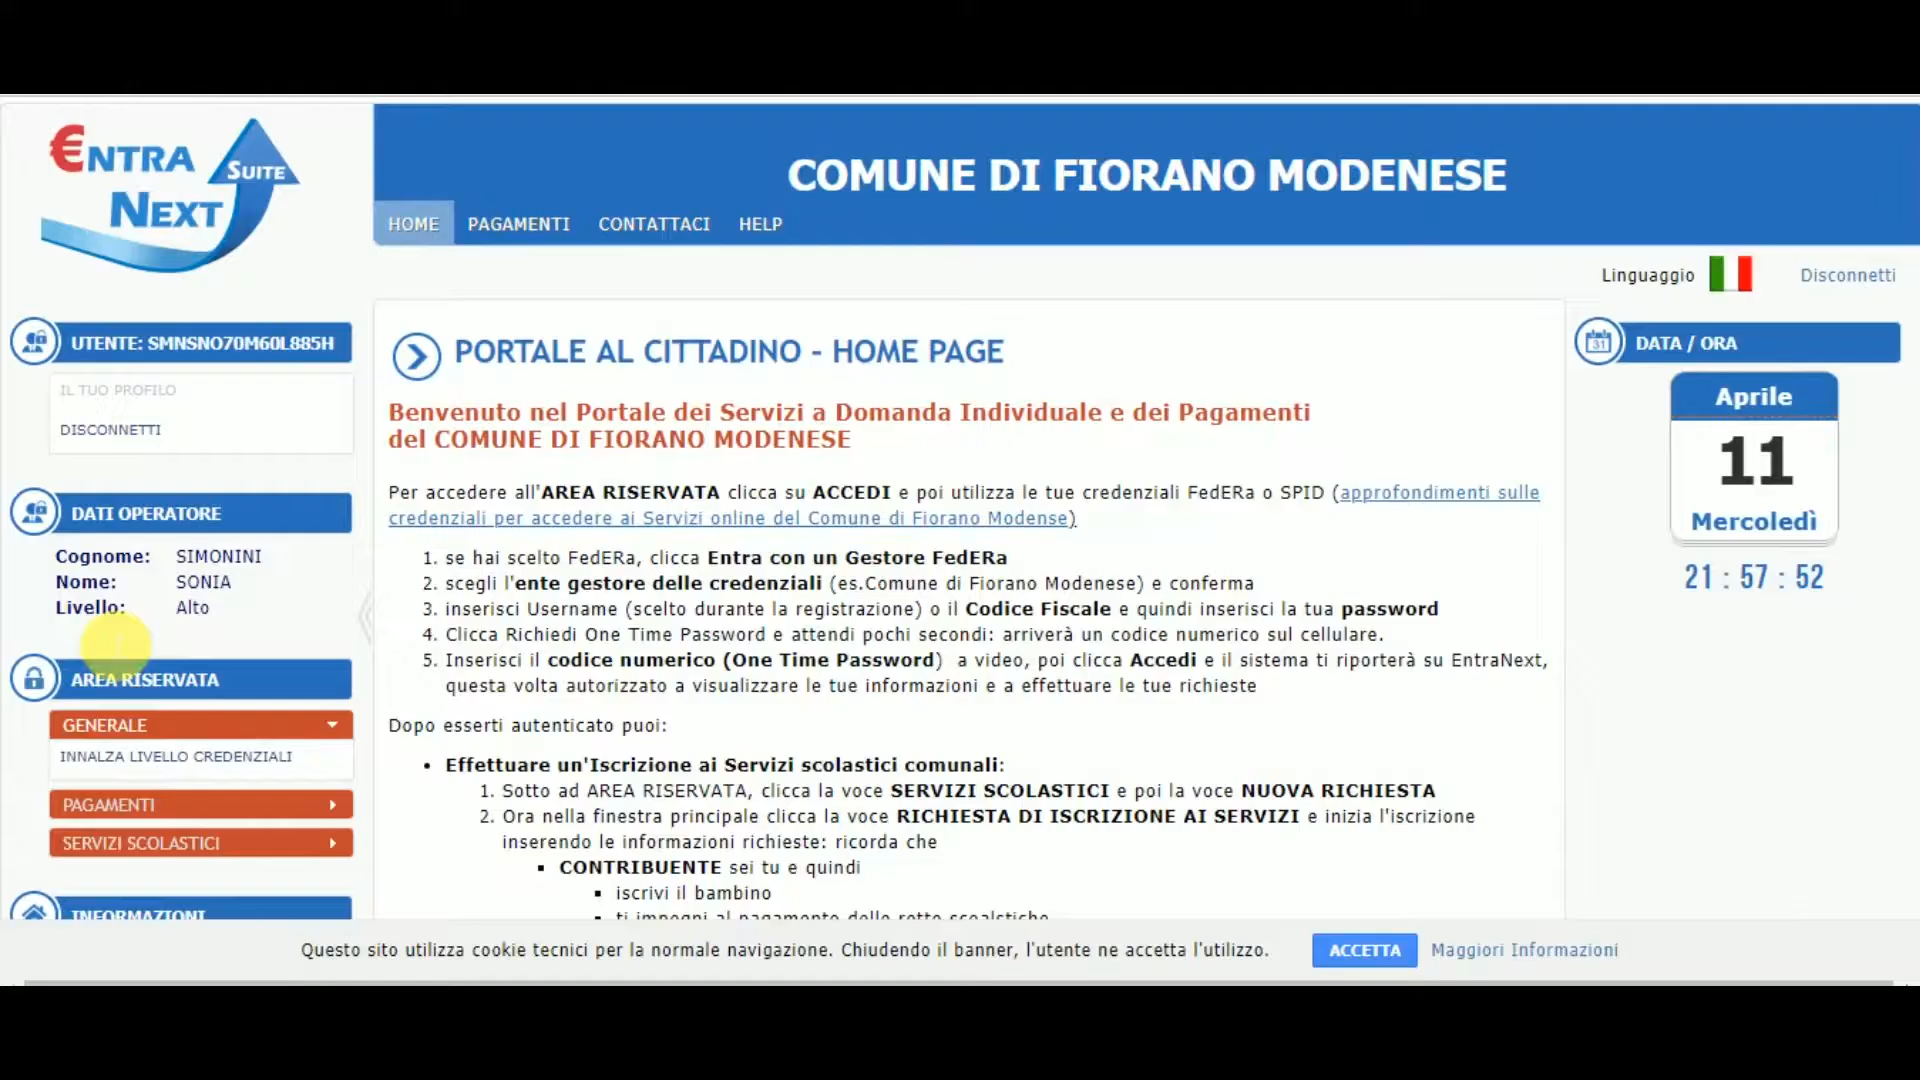 €NTRA
NEXT
SUITE
COMUNE DI FIORANO MODENESE
HOME PAGAMENTI CONTATTACI HELP
Linguaggio Disconnetti
UTENTE: SMNSNO70M60L885H
IL TUO PROFILO
DISCONNETTI
DATI OPERATORE
Cognome: SIMONINI
Nome: SONIA
Livello: Alto
AREA RISERVATA
GENERALE
INNALZA LIVELLO CREDENZIALI
PAGAMENTI
SERVIZI SCOLASTICI
INFORMAZIONI
PORTALE AL CITTADINO - HOME PAGE
Benvenuto nel Portale dei Servizi a Domanda Individuale e dei Pagamenti
del COMUNE DI FIORANO MODENESE
Per accedere all'AREA RISERVATA clicca su ACCEDI e poi utilizza le tue credenziali FedERa o SPID (approfondimenti sulle
credenziali per accedere ai Servizi online del Comune di Fiorano Modense)
1. se hai scelto FedERa, clicca Entra con un Gestore FedERa
2. scegli l'ente gestore delle credenziali (es.Comune di Fiorano Modenese) e conferma
3. inserisci Username (scelto durante la registrazione) o il Codice Fiscale e quindi inserisci la tua password
4. Clicca Richiedi One Time Password e attendi pochi secondi: arriverà un codice numerico sul cellulare.
5. Inserisci il codice numerico (One Time Password) a video, poi clicca Accedi e il sistema ti riporterà su EntraNext,
questa volta autorizzato a visualizzare le tue informazioni e a effettuare le tue richieste
Dopo esserti autenticato puoi:
• Effettuare un'Iscrizione ai Servizi scolastici comunali:
1. Sotto ad AREA RISERVATA, clicca la voce SERVIZI SCOLASTICI e poi la voce NUOVA RICHIESTA
2. Ora nella finestra principale clicca la voce RICHIESTA DI ISCRIZIONE AI SERVIZI e inizia l'iscrizione
inserendo le informazioni richieste: ricorda che
▪ CONTRIBUENTE sei tu e quindi
▪ iscrivi il bambino
▪ ti impegni al pagamento delle rette scoalstiche
DATA / ORA
31
Aprile
11
Mercoledì
21 : 57 : 52
Questo sito utilizza cookie tecnici per la normale navigazione. Chiudendo il banner, l'utente ne accetta l'utilizzo. ACCETTA Maggiori Informazioni